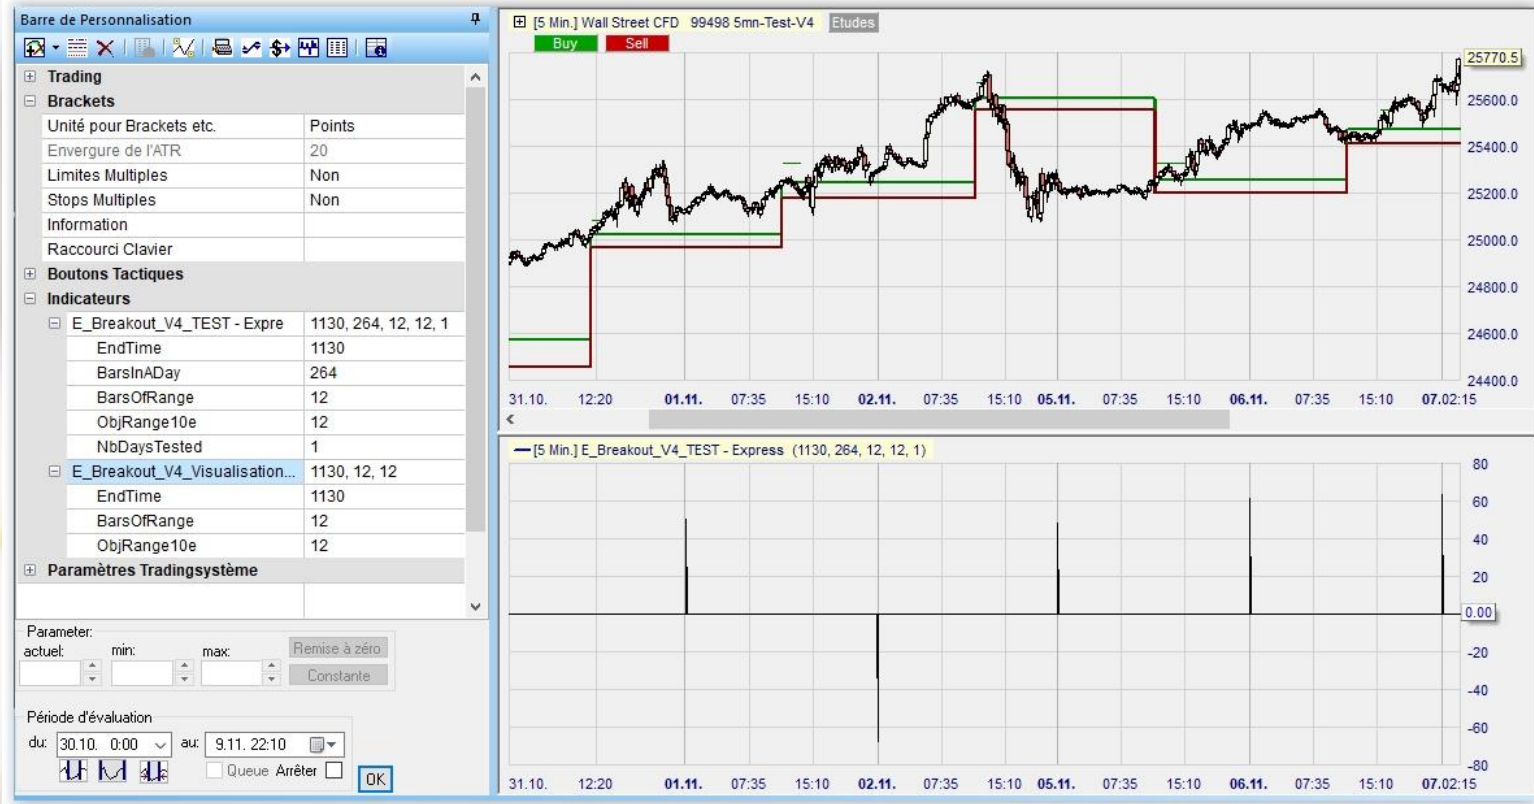 Barre de Personnalisation
Trading
Brackets
Unité pour Brackets etc. Points
Envergure de l'ATR 20
Limites Multiples Non
Stops Multiples Non
Information
Raccourci Clavier
Boutons Tactiques
Indicateurs
E_Breakout_V4_TEST - Expre 1130, 264, 12, 12, 1
EndTime 1130
BarsInADay 264
BarsOfRange 12
ObjRange10e 12
NbDaysTested 1
E_Breakout_V4_Visualisation... 1130, 12, 12
EndTime 1130
BarsOfRange 12
ObjRange10e 12
Paramètres Tradingsystème
Parameter:
actuel: min: max: Remise à zéro
Constante
Période d'évaluation
du: 30.10. 0:00 au: 9.11. 22:10
Queue Arrêter OK
[5 Min.] Wall Street CFD 99498 5mn-Test-V4 Etudes
Buy Sell
25770.5
25600.0
25400.0
25200.0
25000.0
24800.0
24600.0
24400.0
31.10. 12:20 01.11. 07:35 15:10 02.11. 07:35 15:10 05.11. 07:35 15:10 06.11. 07:35 15:10 07.02:15
[5 Min.] E_Breakout_V4_TEST - Express (1130, 264, 12, 12, 1)
80
60
40
20
0.00
-20
-40
-60
-80
31.10. 12:20 01.11. 07:35 15:10 02.11. 07:35 15:10 05.11. 07:35 15:10 06.11. 07:35 15:10 07.02:15